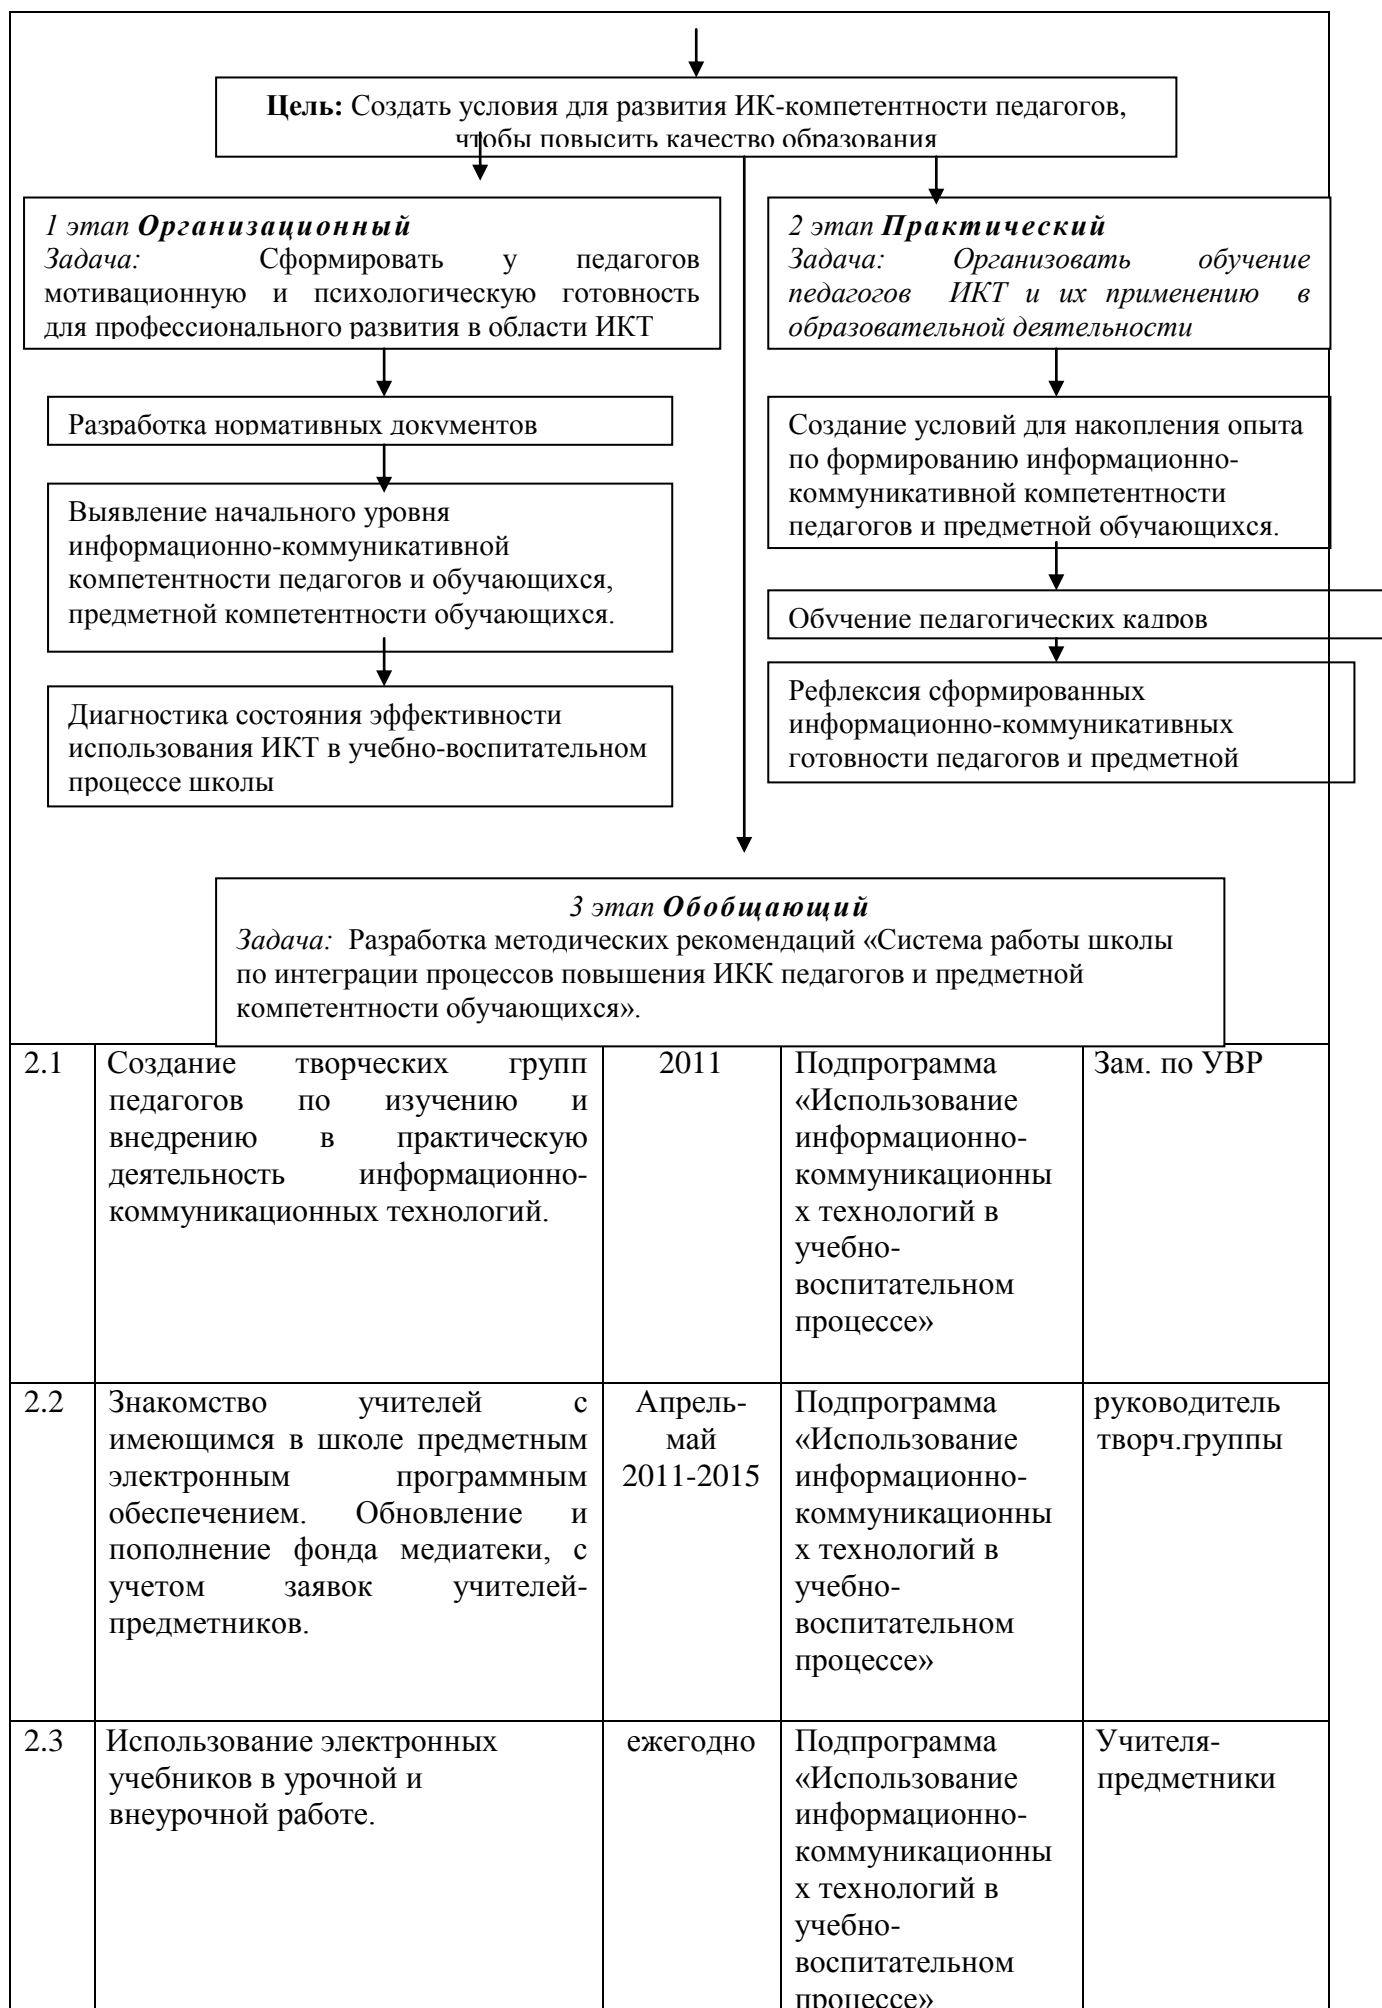 Цель: Создать условия для развития ИК-компетентности педагогов,
чтобы повысить качество образования
1 этап Организационный
Задача: Сформировать у педагогов
мотивационную и психологическую готовность
для профессионального развития в области ИКТ
2 этап Практический
Задача: Организовать обучение
педагогов ИКТ и их применению в
образовательной деятельности
Разработка нормативных документов
Выявление начального уровня
информационно-коммуникативной
компетентности педагогов и обучающихся,
предметной компетентности обучающихся.
Диагностика состояния эффективности
использования ИКТ в учебно-воспитательном
процессе школы
Создание условий для накопления опыта
по формированию информационно-
коммуникативной компетентности
педагогов и предметной обучающихся.
Обучение педагогических кадров
Рефлексия сформированных
информационно-коммуникативных
готовности педагогов и предметной
3 этап Обобщающий
Задача: Разработка методических рекомендаций «Система работы школы
по интеграции процессов повышения ИКК педагогов и предметной
компетентности обучающихся».
2.1
Создание творческих групп
педагогов по изучению и
внедрению в практическую
деятельность информационно-
коммуникационных технологий.
2011
Подпрограмма
«Использование
информационно-
коммуникационны
х технологий в
учебно-
воспитательном
процессе»
Зам. по УВР
2.2
Знакомство учителей с
имеющимся в школе предметным
электронным программным
обеспечением. Обновление и
пополнение фонда медиатеки, с
учетом заявок учителей-
предметников.
Апрель-
май
2011-2015
Подпрограмма
«Использование
информационно-
коммуникационны
х технологий в
учебно-
воспитательном
процессе»
руководитель
творч.группы
2.3
Использование электронных
учебников в урочной и
внеурочной работе.
ежегодно
Подпрограмма
«Использование
информационно-
коммуникационны
х технологий в
учебно-
воспитательном
процессе»
Учителя-
предметники